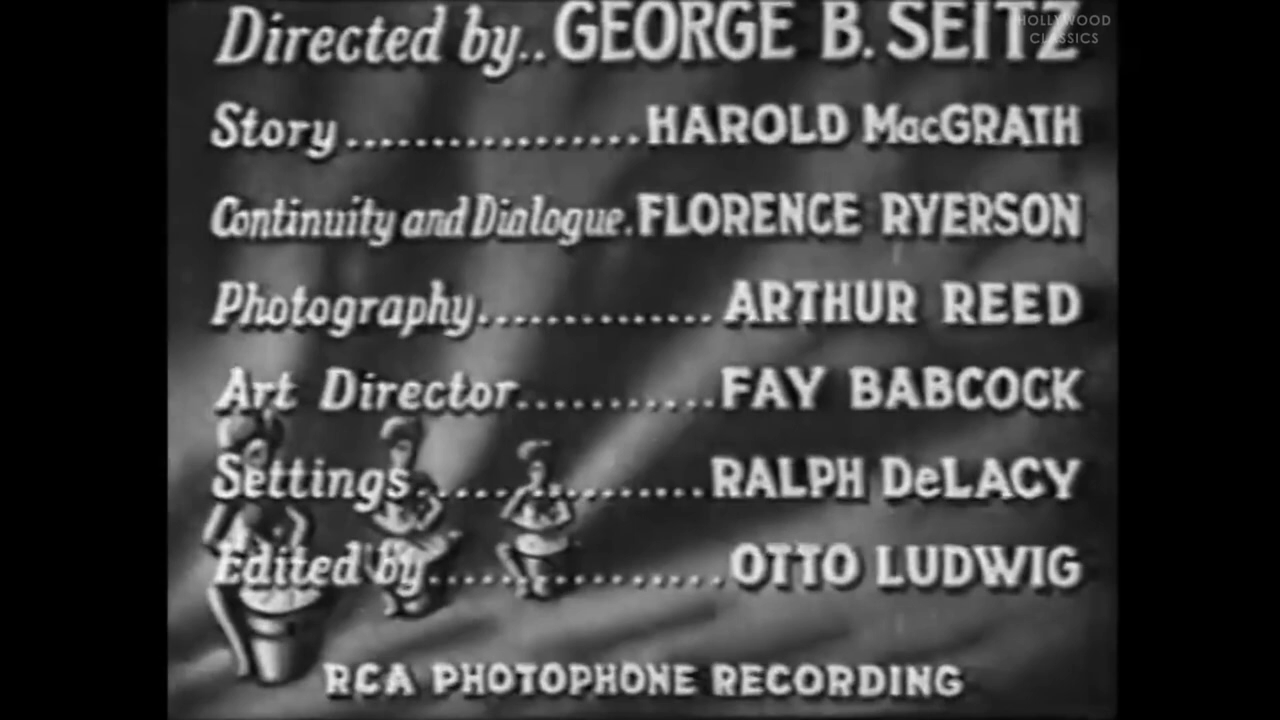 HOLLYWOOD
CLASSICS
Directed by.. GEORGE B. SEITZ
Story.................HAROLD MacGRATH
Continuity and Dialogue.FLORENCE RYERSON
Photography..............ARTHUR REED
Art Director...........FAY BABCOCK
Settings.................RALPH DeLACY
Edited by.................OTTO LUDWIG
RCA PHOTOPHONE RECORDING